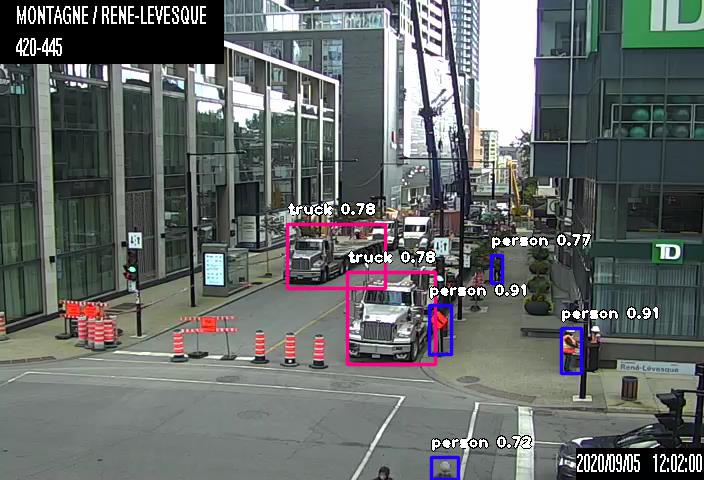 MONTAGNE / RENE-LEVESQUE
420-445
TD
truck 0.78
truck 0.78
person 0.77
TD
person 0.91
person 0.91
René-Lévesque
person 0.72
2020/09/05 12:02:00